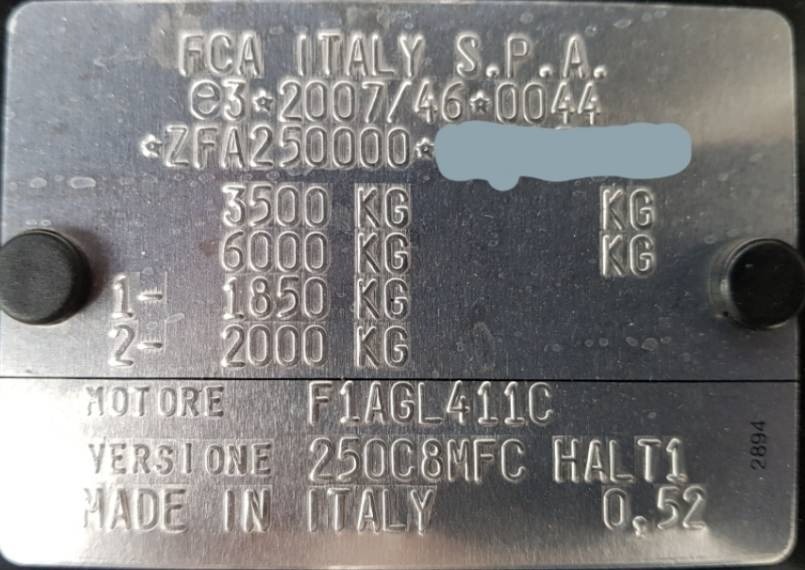 FCA ITALY S.P.A.
e3*2007/46*0044
*ZFA250000*
3500 KG KG
6000 KG KG
1- 1850 KG
2- 2000 KG
MOTORE F1AGL411C
VERSIONE 250C8MFC HALT1
MADE IN ITALY 0,52
2894